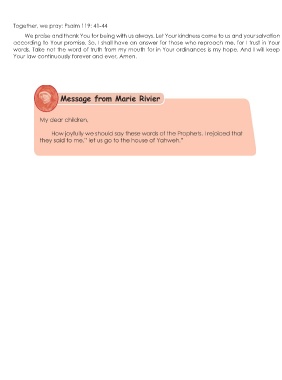 Together, we pray: Psalm 119: 41-44
We praise and thank You for being with us always. Let Your kindness come to us and your salvation
according to Your promise. So, I shall have an answer for those who reproach me, for I trust in Your
words. Take not the word of truth from my mouth for in Your ordinances is my hope. And I will keep
Your law continuously forever and ever. Amen.
Message from Marie Rivier
My dear children,
How joyfully we should say these words of the Prophets. I rejoiced that
they said to me," let us go to the house of Yahweh."